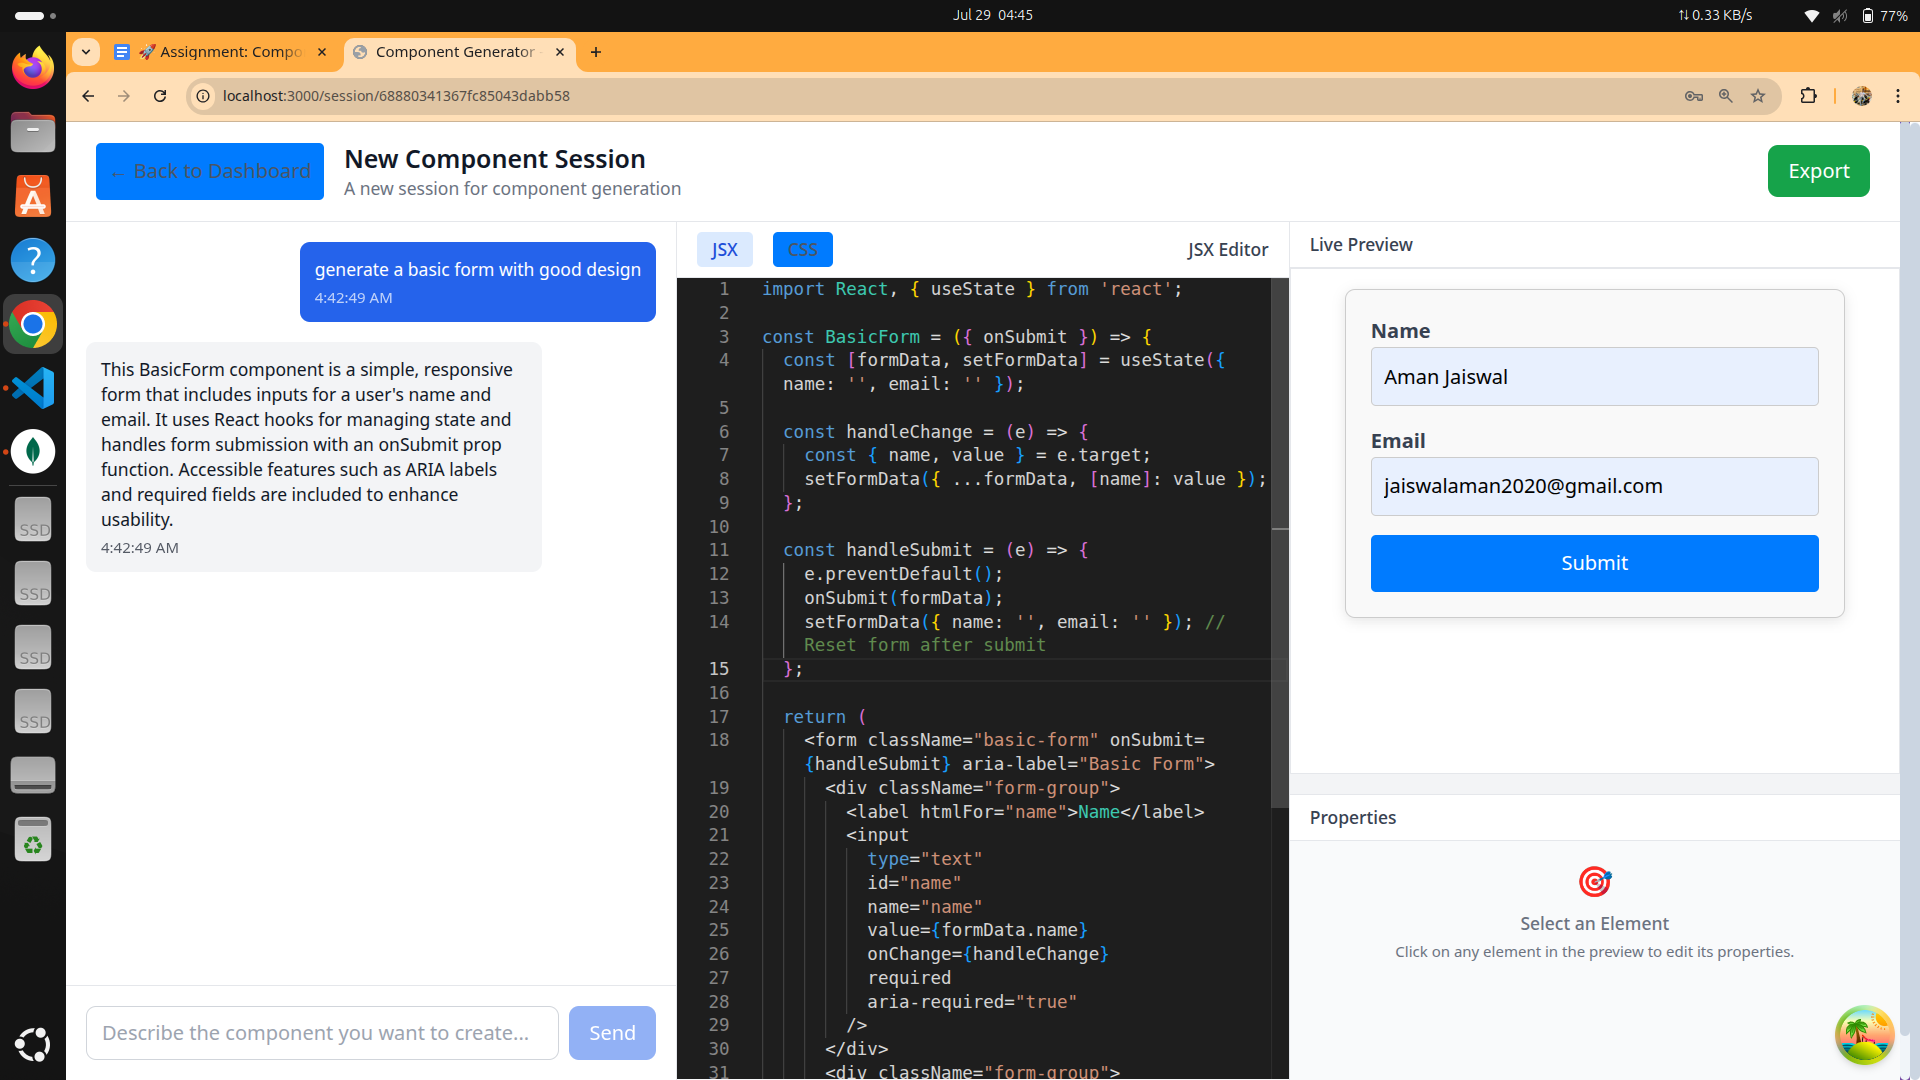 Jul 29 04:45
0.33 KB/s
77%
🚀 Assignment: Compo
Component Generator
localhost:3000/session/68880341367fc85043dabb58
← Back to Dashboard
New Component Session
A new session for component generation
Export
generate a basic form with good design
4:42:49 AM
This BasicForm component is a simple, responsive
form that includes inputs for a user's name and
email. It uses React hooks for managing state and
handles form submission with an onSubmit prop
function. Accessible features such as ARIA labels
and required fields are included to enhance
usability.
4:42:49 AM
Describe the component you want to create...
Send
JSX
CSS
JSX Editor
1 import React, { useState } from 'react';
2
3 const BasicForm = ({ onSubmit }) => {
4 const [formData, setFormData] = useState({
name: '', email: '' });
5
6 const handleChange = (e) => {
7 const { name, value } = e.target;
8 setFormData({ ...formData, [name]: value });
9 };
10
11 const handleSubmit = (e) => {
12 e.preventDefault();
13 onSubmit(formData);
14 setFormData({ name: '', email: '' }); //
Reset form after submit
15 };
16
17 return (
18 <form className="basic-form" onSubmit=
{handleSubmit} aria-label="Basic Form">
19 <div className="form-group">
20 <label htmlFor="name">Name</label>
21 <input
22 type="text"
23 id="name"
24 name="name"
25 value={formData.name}
26 onChange={handleChange}
27 required
28 aria-required="true"
29 />
30 </div>
31 <div className="form-group">
Live Preview
Name
Aman Jaiswal
Email
jaiswalaman2020@gmail.com
Submit
Properties
Select an Element
Click on any element in the preview to edit its properties.
SSD
SSD
SSD
SSD